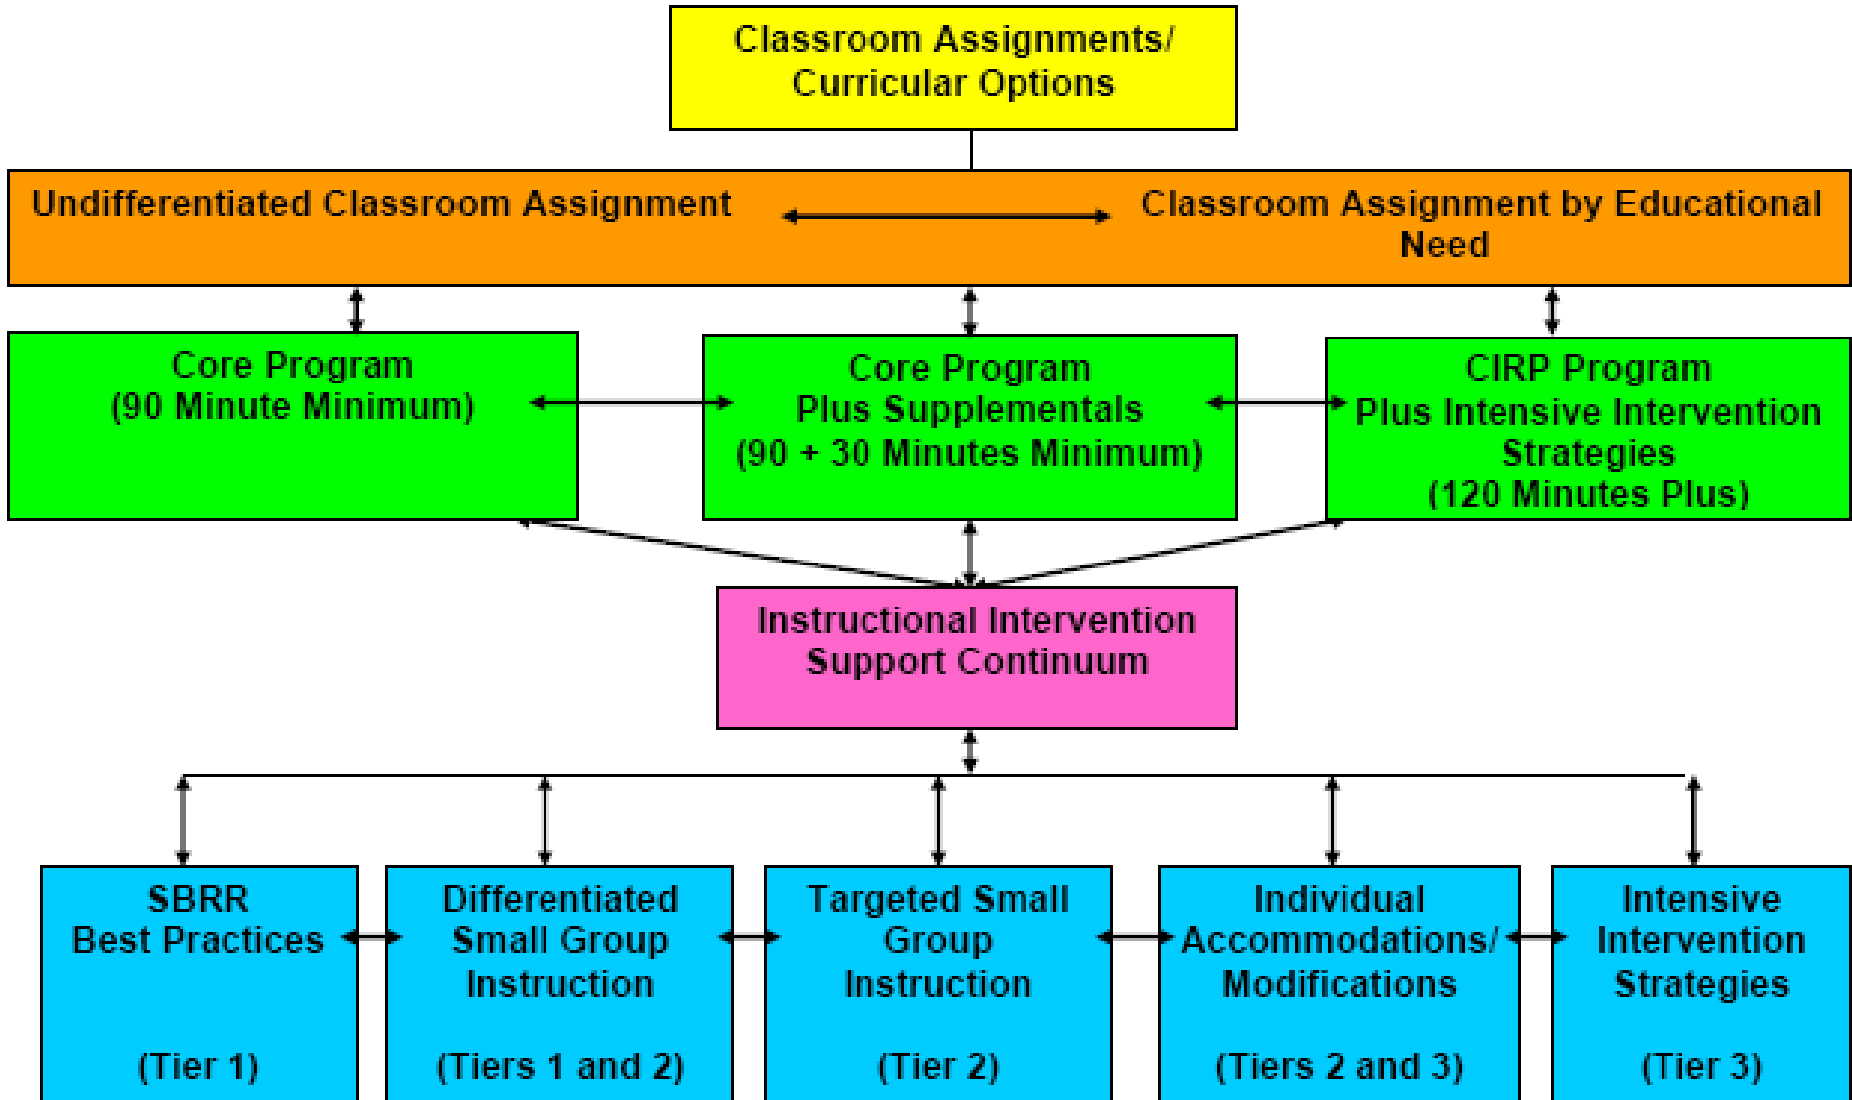 Classroom Assignments/
Curricular Options
Undifferentiated Classroom Assignment
Classroom Assignment by Educational
Need
Core Program
(90 Minute Minimum)
Core Program
Plus Supplementals
(90 + 30 Minutes Minimum)
CIRP Program
Plus Intensive Intervention
Strategies
(120 Minutes Plus)
Instructional Intervention
Support Continuum
SBRR
Best Practices
(Tier 1)
Differentiated
Small Group
Instruction
(Tiers 1 and 2)
Targeted Small
Group
Instruction
(Tier 2)
Individual
Accommodations/
Modifications
(Tiers 2 and 3)
Intensive
Intervention
Strategies
(Tier 3)